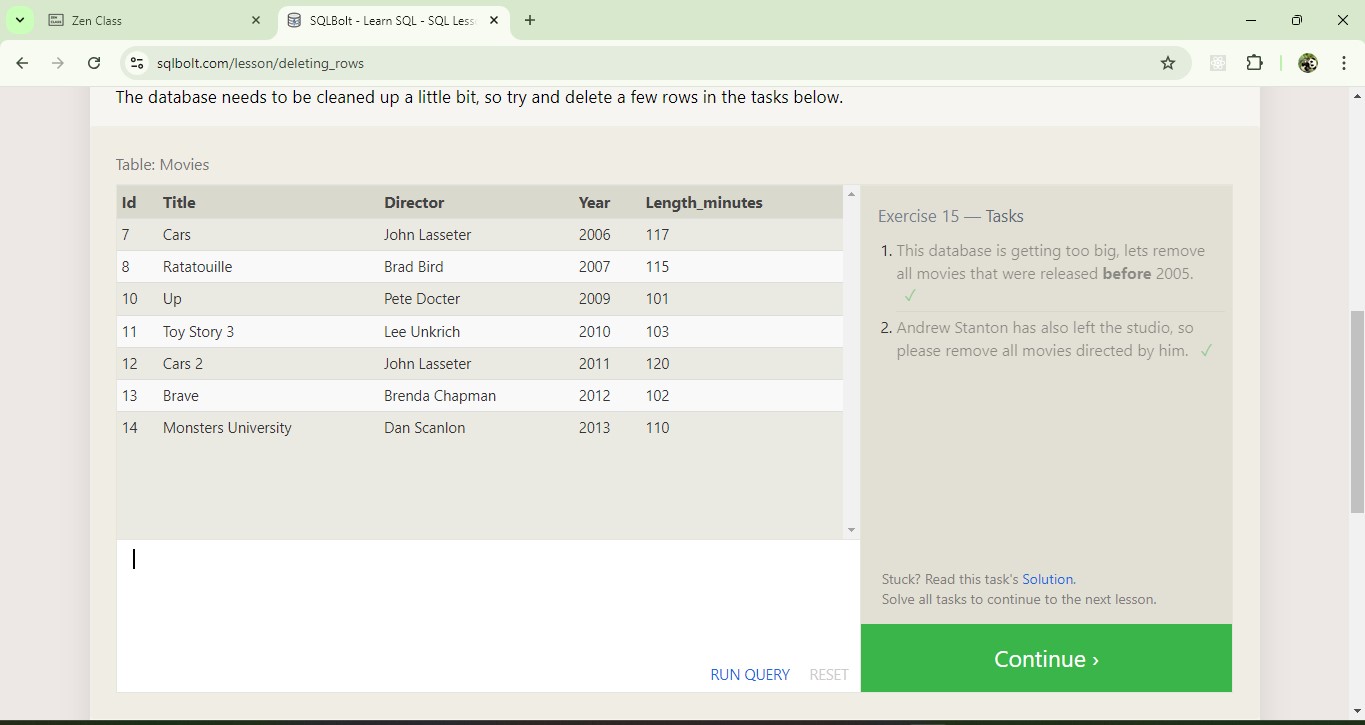 Zen Class
SQLBolt - Learn SQL - SQL Less
sqlbolt.com/lesson/deleting_rows
The database needs to be cleaned up a little bit, so try and delete a few rows in the tasks below.
Table: Movies
Id Title Director Year Length_minutes
7 Cars John Lasseter 2006 117
8 Ratatouille Brad Bird 2007 115
10 Up Pete Docter 2009 101
11 Toy Story 3 Lee Unkrich 2010 103
12 Cars 2 John Lasseter 2011 120
13 Brave Brenda Chapman 2012 102
14 Monsters University Dan Scanlon 2013 110
RUN QUERY RESET
Exercise 15 — Tasks
1. This database is getting too big, lets remove
all movies that were released before 2005.
✓
2. Andrew Stanton has also left the studio, so
please remove all movies directed by him. ✓
Stuck? Read this task's Solution.
Solve all tasks to continue to the next lesson.
Continue ›